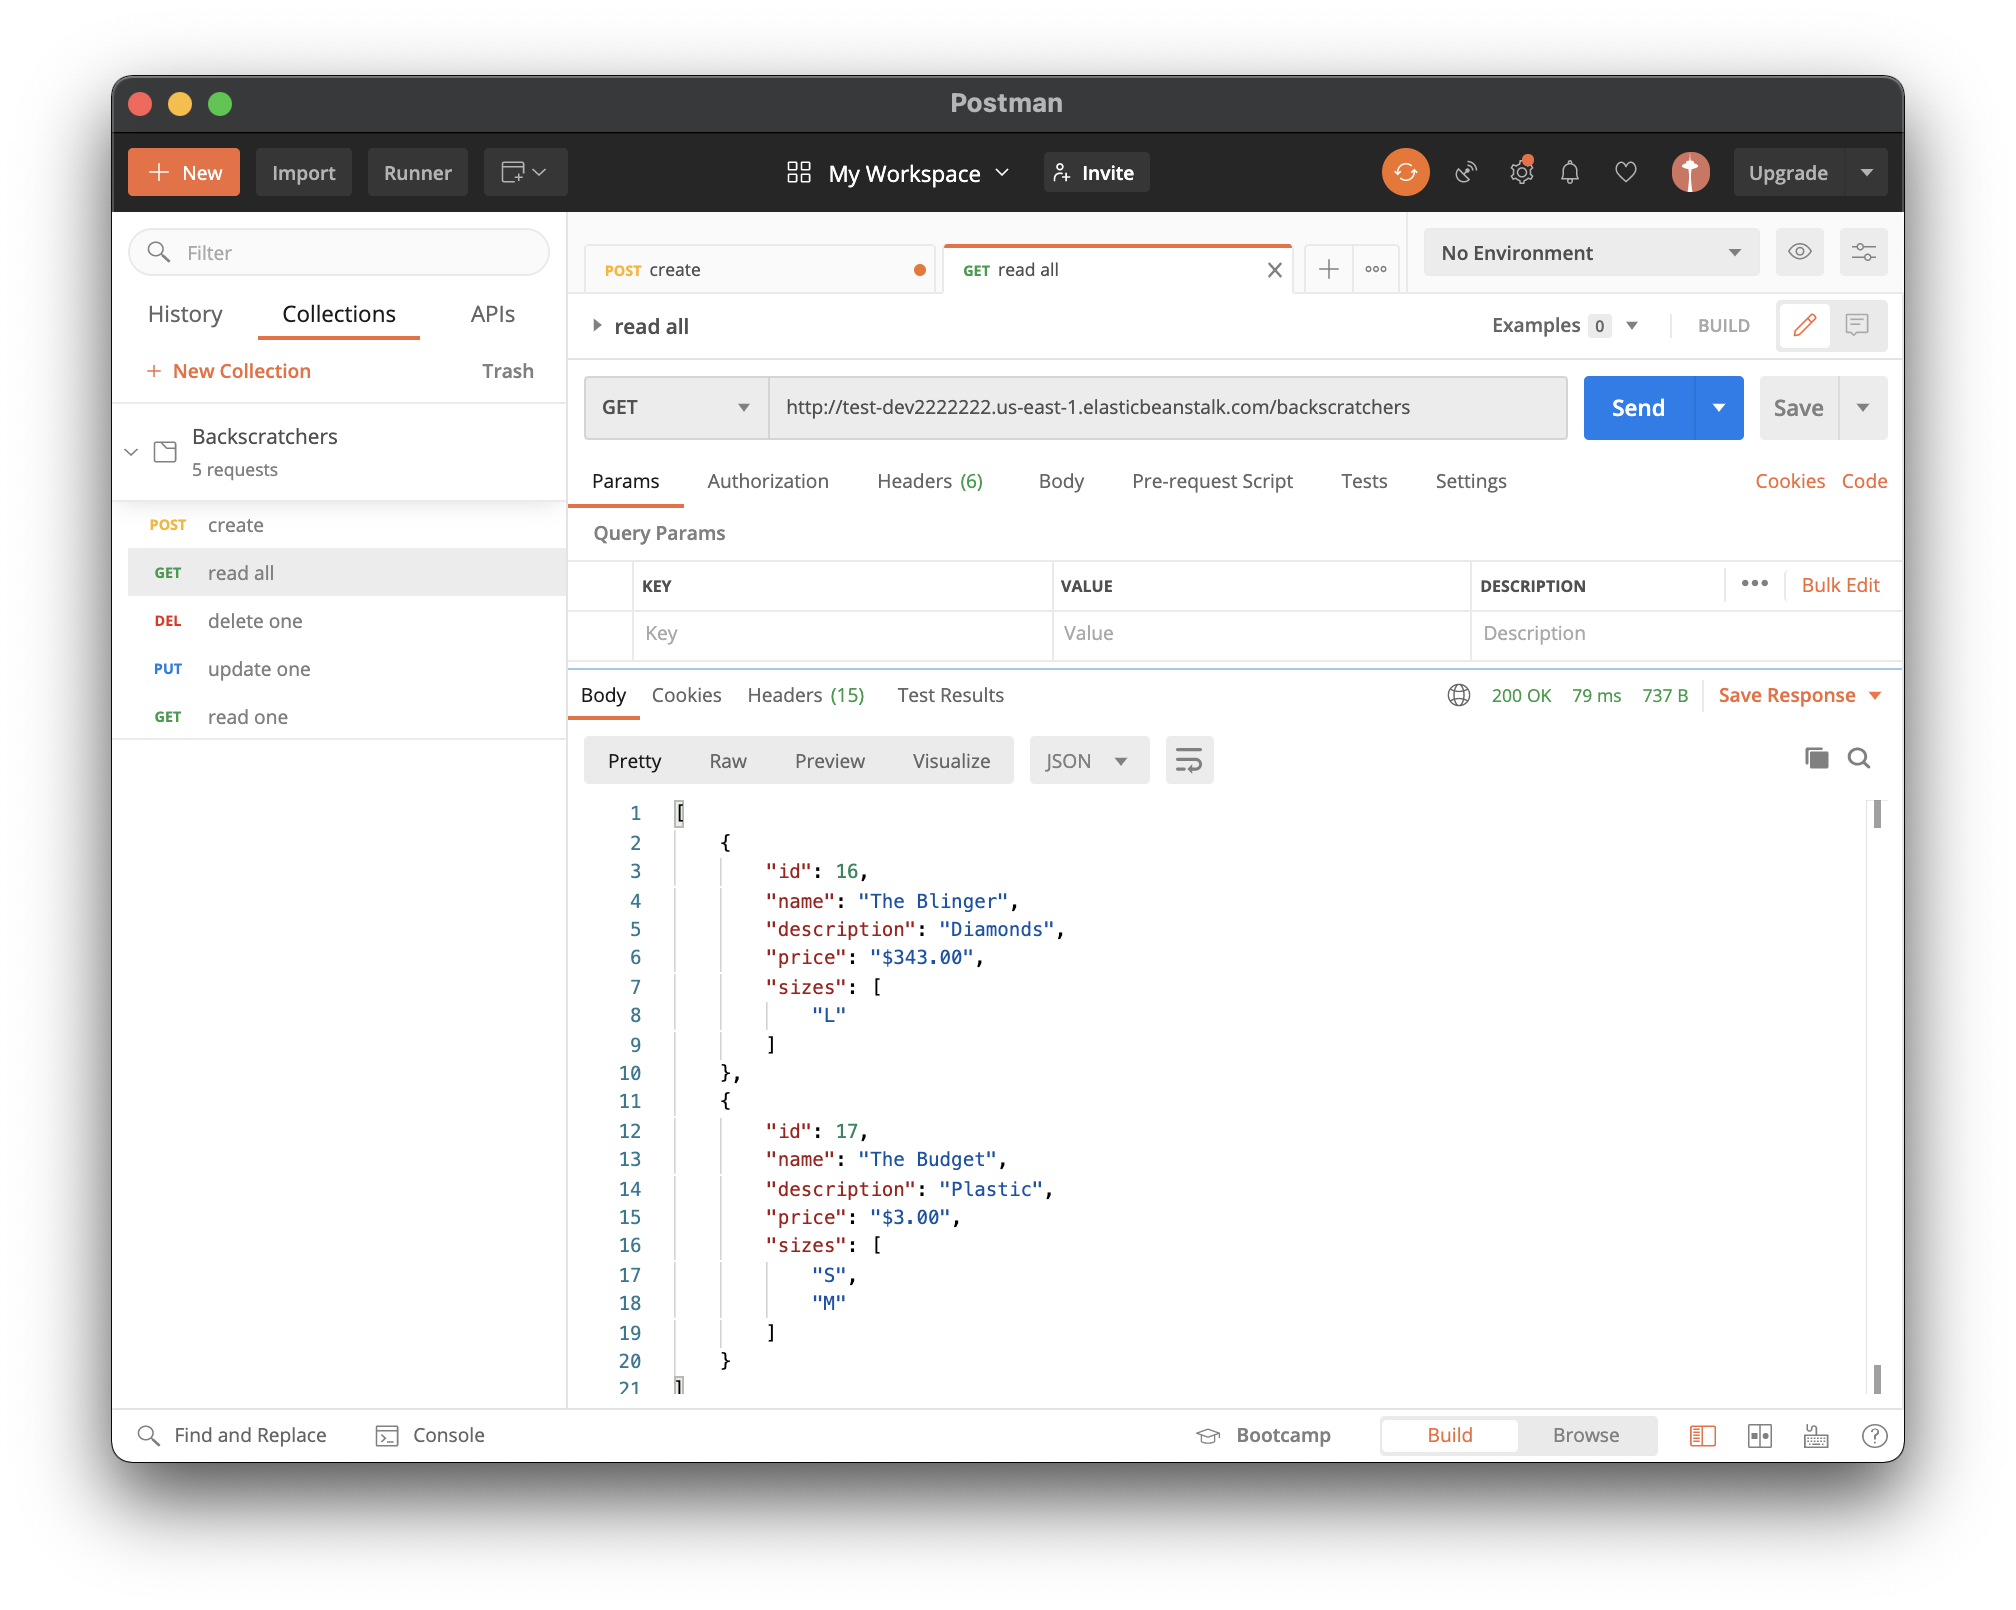 Postman
New Import Runner My Workspace Invite Upgrade
Filter
History Collections APIs
+ New Collection Trash
Backscratchers
5 requests
POST create
GET read all
DEL delete one
PUT update one
GET read one
POST create GET read all No Environment
read all Examples 0 BUILD
GET http://test-dev2222222.us-east-1.elasticbeanstalk.com/backscratchers Send Save
Params Authorization Headers (6) Body Pre-request Script Tests Settings Cookies Code
Query Params
KEY VALUE DESCRIPTION ••• Bulk Edit
Key Value Description
Body Cookies Headers (15) Test Results 200 OK 79 ms 737 B Save Response
Pretty Raw Preview Visualize JSON
1 [
2 {
3 "id": 16,
4 "name": "The Blinger",
5 "description": "Diamonds",
6 "price": "$343.00",
7 "sizes": [
8 "L"
9 ]
10 },
11 {
12 "id": 17,
13 "name": "The Budget",
14 "description": "Plastic",
15 "price": "$3.00",
16 "sizes": [
17 "S",
18 "M"
19 ]
20 }
21 ]
Find and Replace Console Bootcamp Build Browse